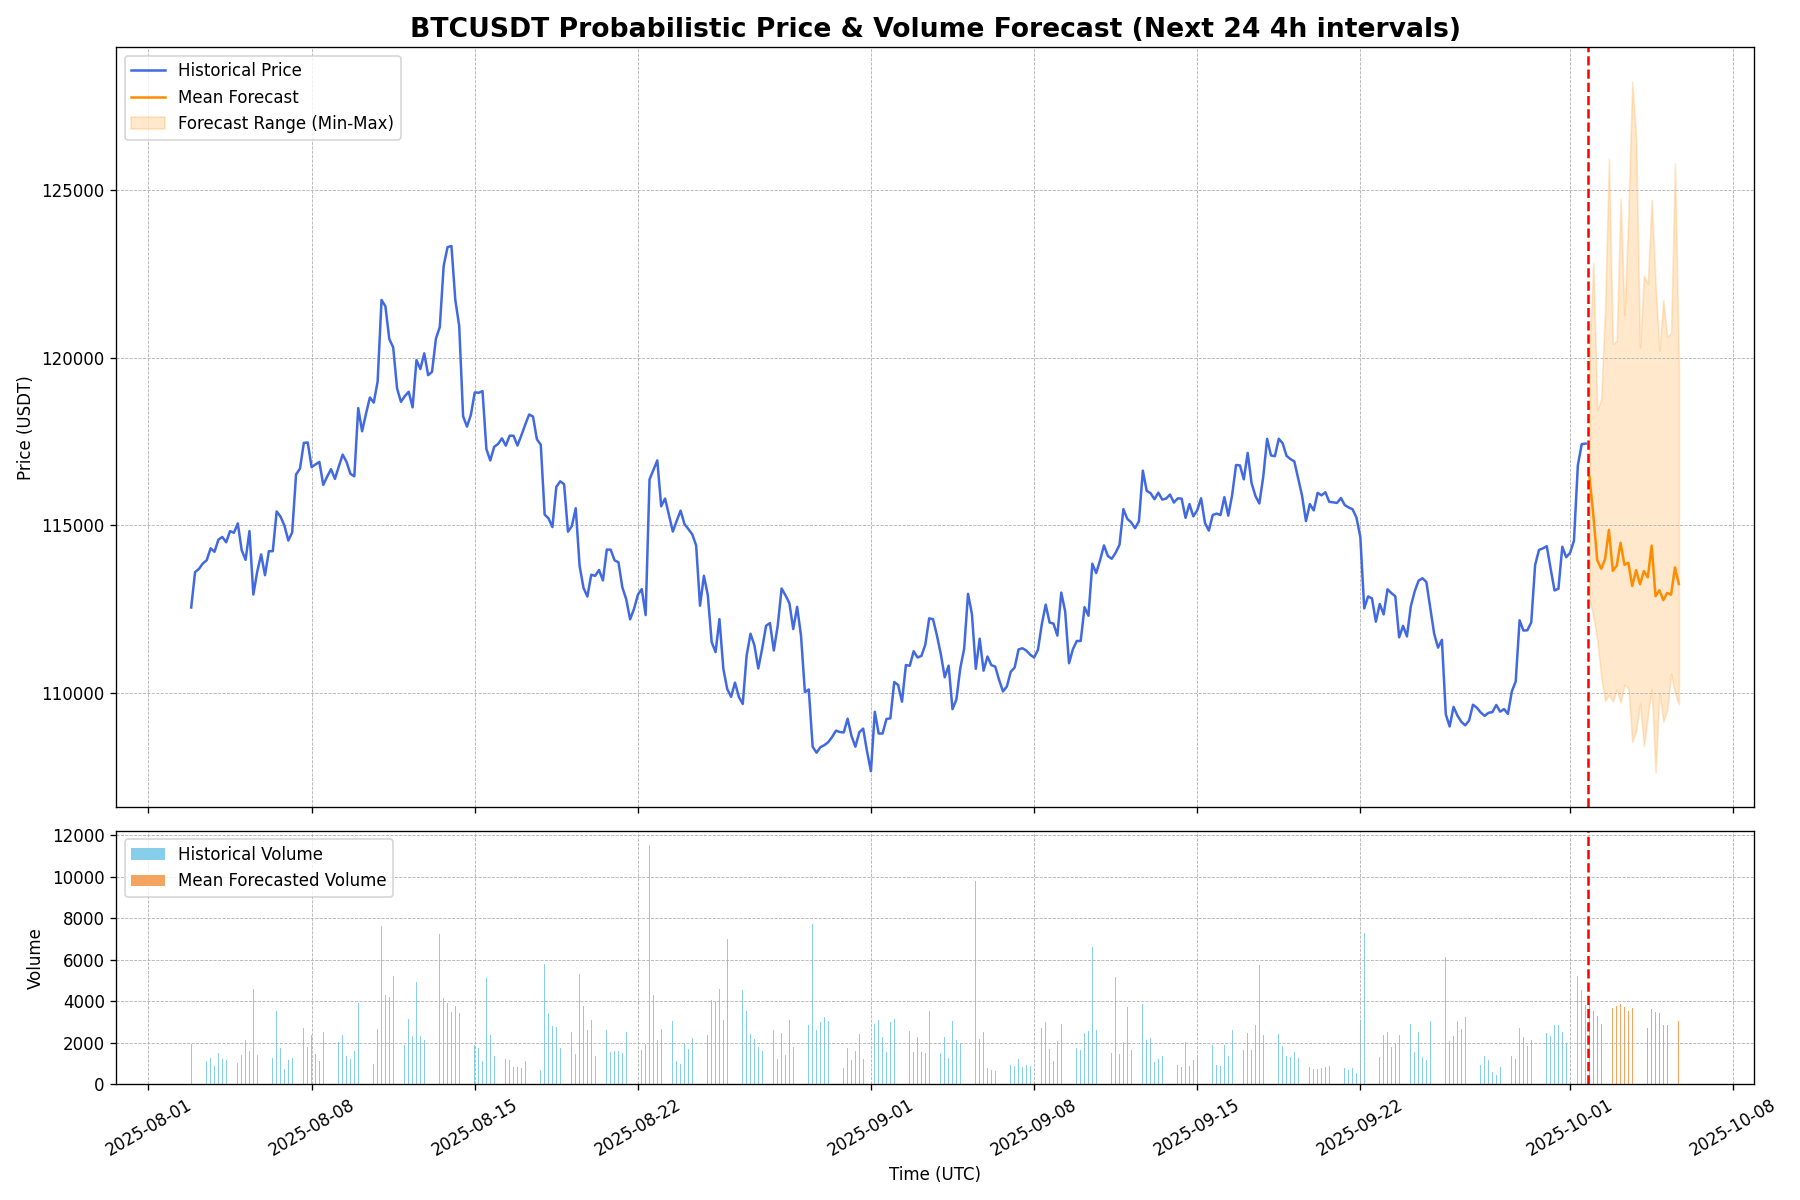 BTCUSDT Probabilistic Price & Volume Forecast (Next 24 4h intervals)
Historical Price
Mean Forecast
Forecast Range (Min-Max)
125000
120000
115000
110000
Price (USDT)
Historical Volume
Mean Forecasted Volume
12000
10000
8000
6000
4000
2000
0
Volume
2025-08-01
2025-08-08
2025-08-15
2025-08-22
2025-09-01
2025-09-08
2025-09-15
2025-09-22
2025-10-01
2025-10-08
Time (UTC)